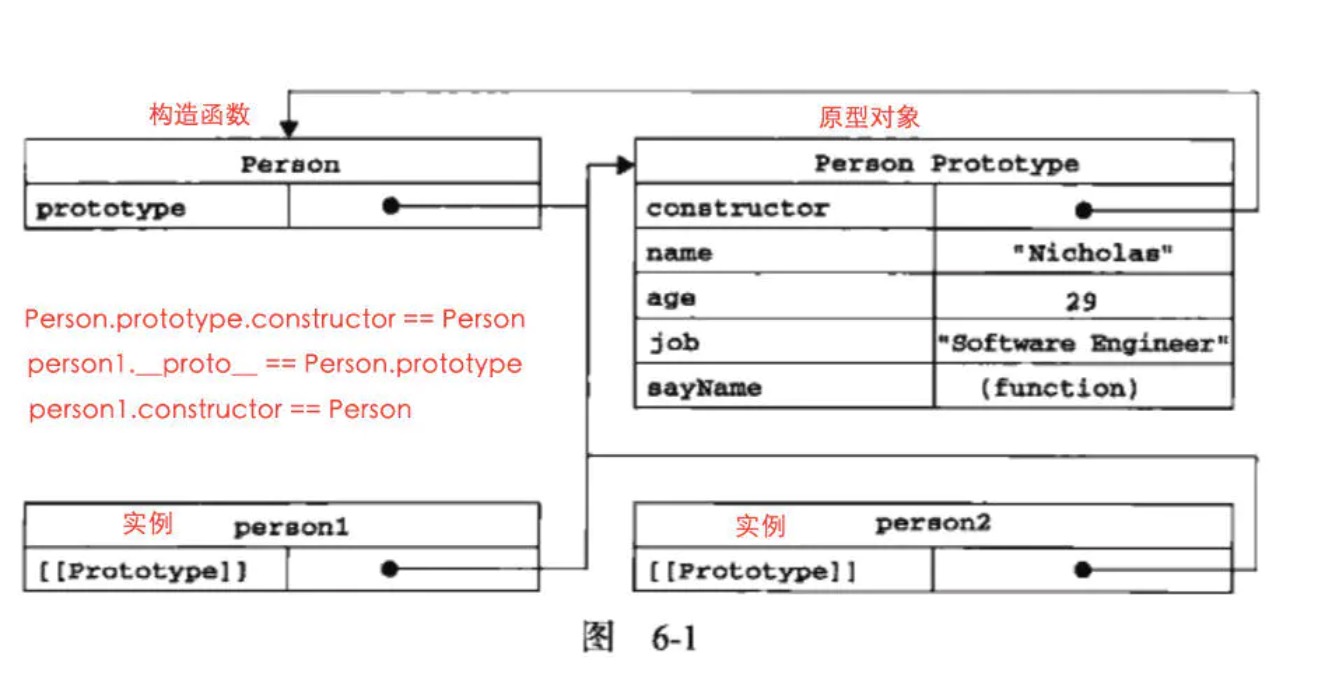 构造函数
原型对象
Person
Person Prototype
prototype
constructor
name
"Nicholas"
age
29
job
"Software Engineer"
sayName
(function)
Person.prototype.constructor == Person
person1.__proto__ == Person.prototype
person1.constructor == Person
实例 person1
[[Prototype]]
实例 person2
[[Prototype]]
图 6-1